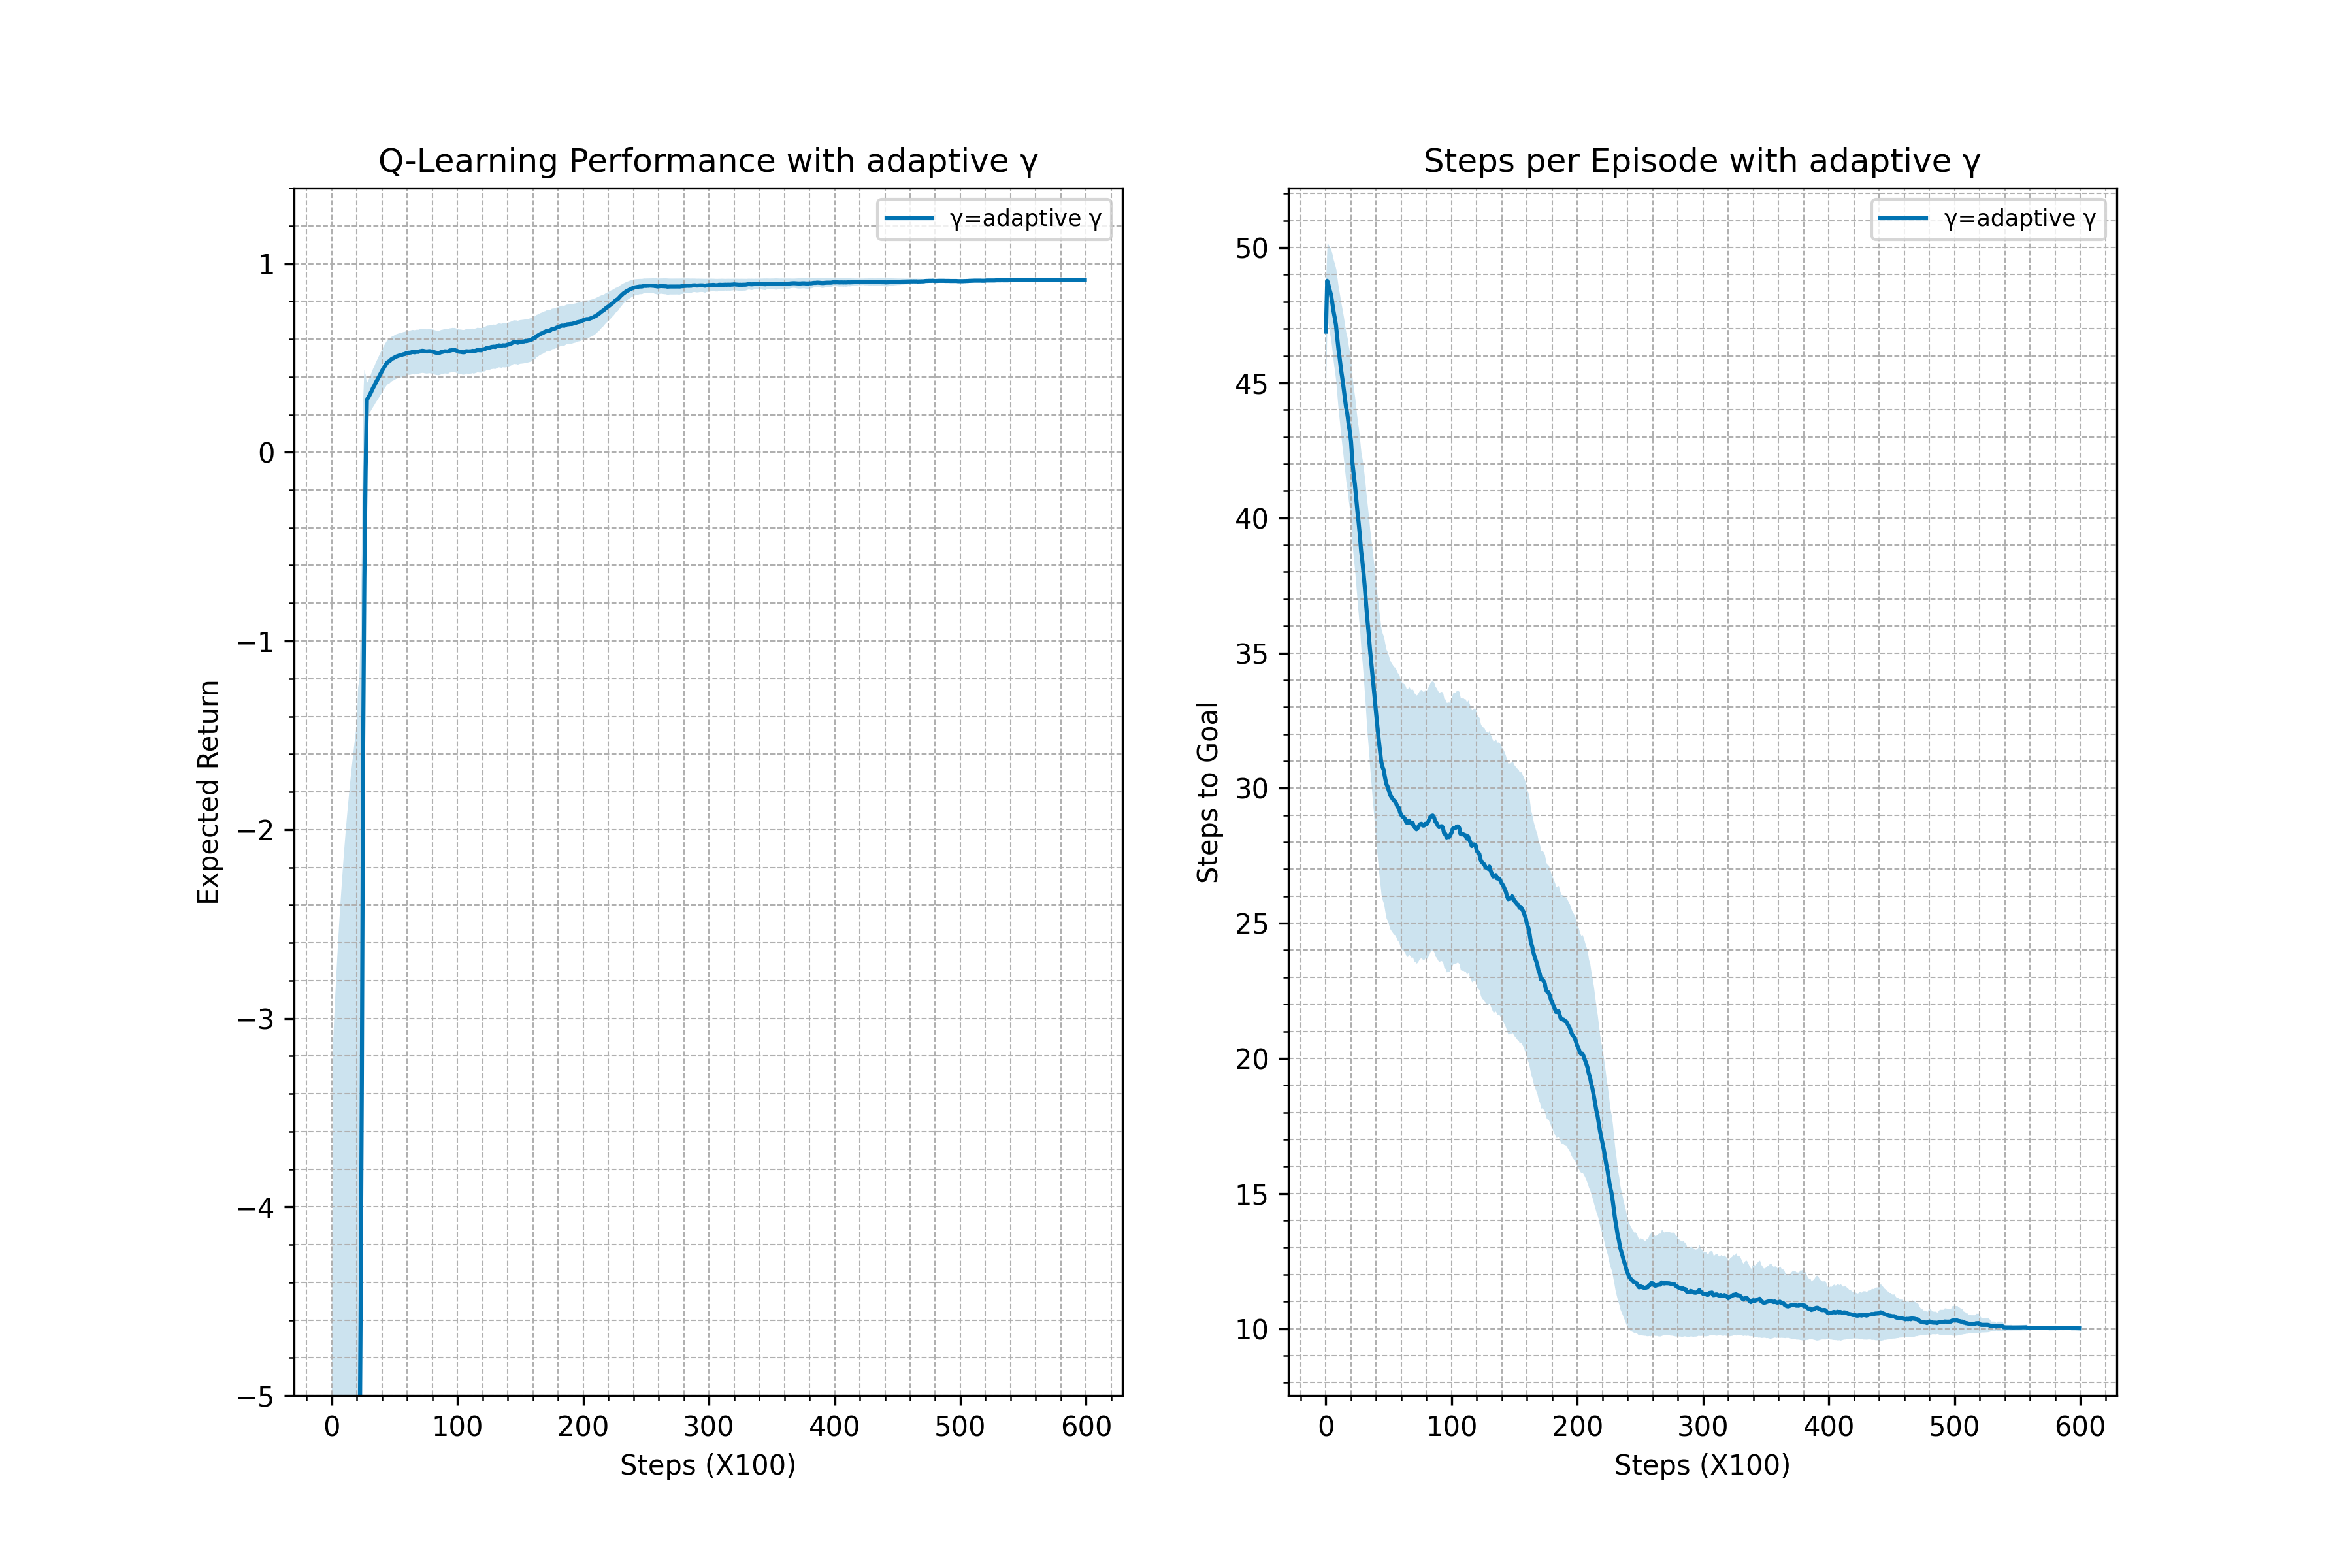 Q-Learning Performance with adaptive γ
γ=adaptive γ
1
0
−1
−2
−3
−4
−5
Expected Return
0 100 200 300 400 500 600
Steps (X100)
Steps per Episode with adaptive γ
γ=adaptive γ
50
45
40
35
30
25
20
15
10
Steps to Goal
0 100 200 300 400 500 600
Steps (X100)